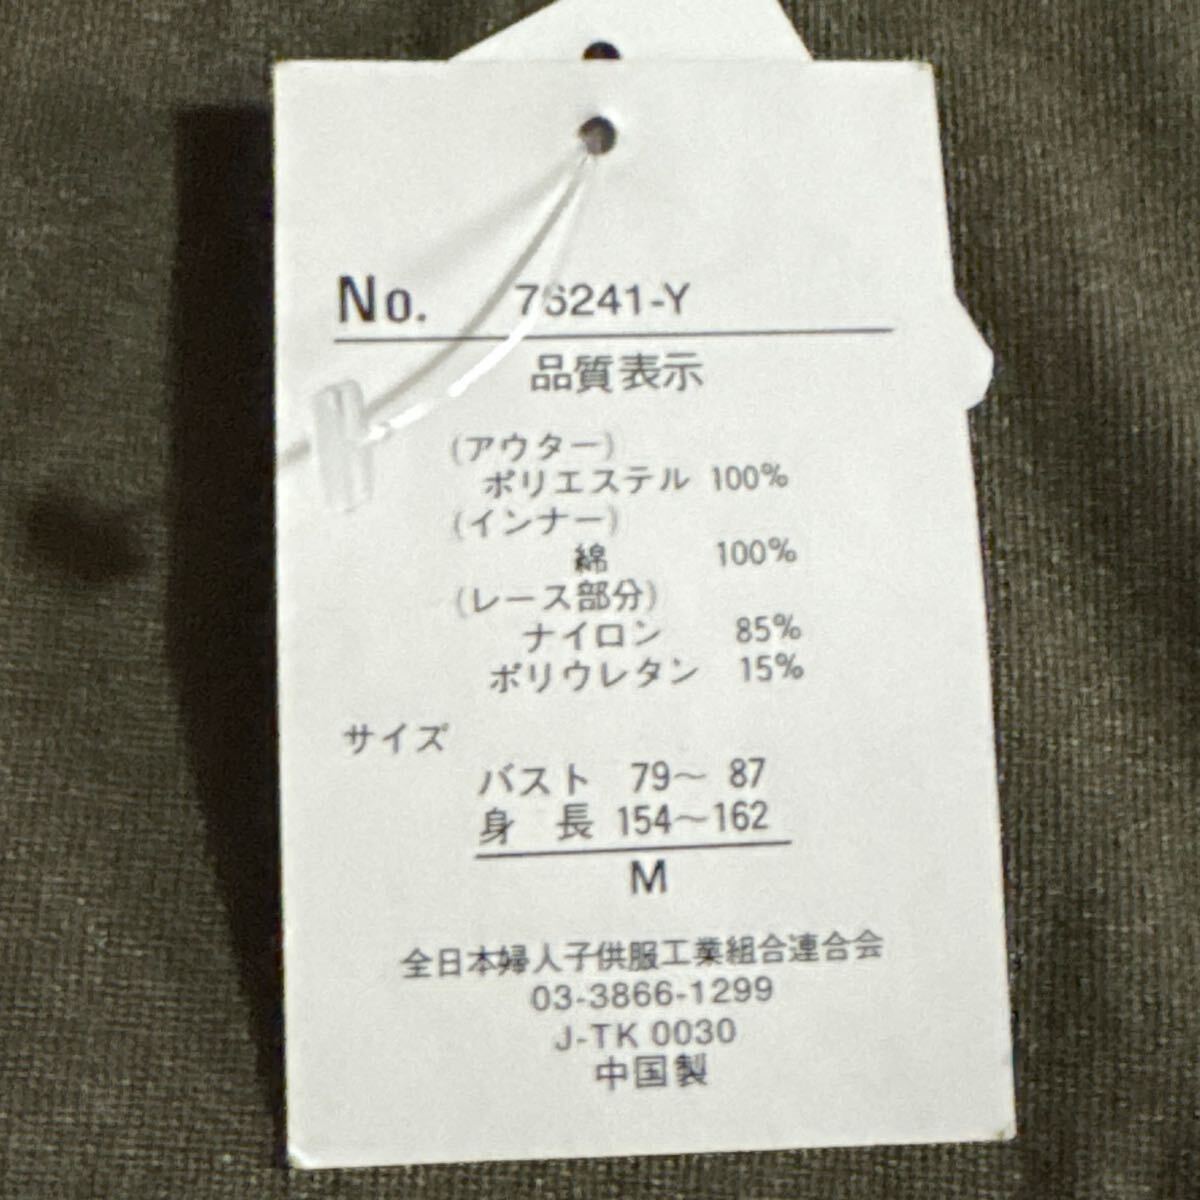 No. 76241-Y
品質表示
(アウター)
ポリエステル 100%
(インナー)
綿 100%
(レース部分)
ナイロン 85%
ポリウレタン 15%
サイズ
バスト 79〜 87
身 長 154〜162
M
全日本婦人子供服工業組合連合会
03-3866-1299
J-TK 0030
中国製